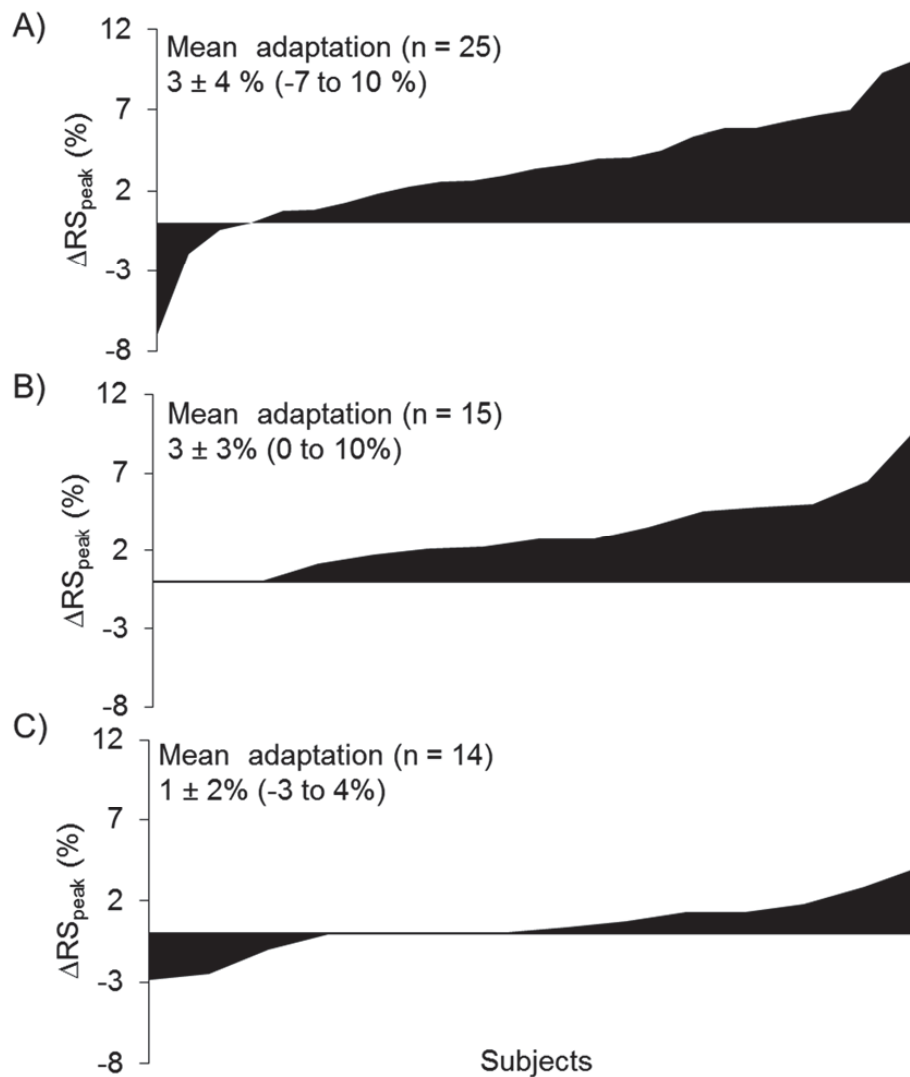 A)
12
7
2
-3
-8
ΔRSpeak (%)
Mean adaptation (n = 25)
3 ± 4 % (-7 to 10 %)
B)
12
7
2
-3
-8
ΔRSpeak (%)
Mean adaptation (n = 15)
3 ± 3% (0 to 10%)
C)
12
7
2
-3
-8
ΔRSpeak (%)
Mean adaptation (n = 14)
1 ± 2% (-3 to 4%)
Subjects